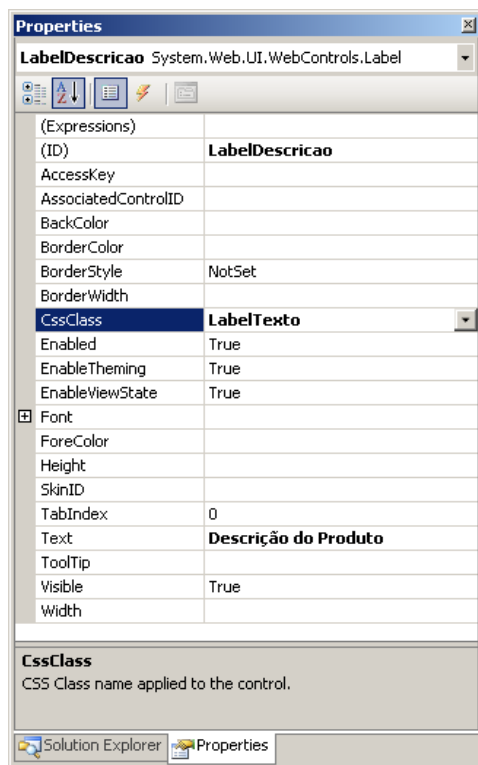 Properties
LabelDescricao System.Web.UI.WebControls.Label
(Expressions)
(ID) LabelDescricao
AccessKey
AssociatedControlID
BackColor
BorderColor
BorderStyle NotSet
BorderWidth
CssClass LabelTexto
Enabled True
EnableTheming True
EnableViewState True
Font
ForeColor
Height
SkinID
TabIndex 0
Text Descrição do Produto
ToolTip
Visible True
Width
CssClass
CSS Class name applied to the control.
Solution Explorer Properties